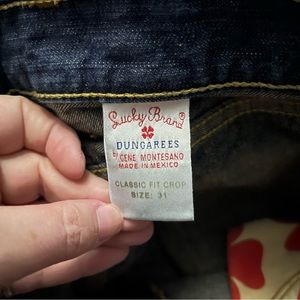 Lucky Brand
DUNGAREES
BY GENE MONTESANO
MADE IN MEXICO
CLASSIC FIT CROP
SIZE: 31